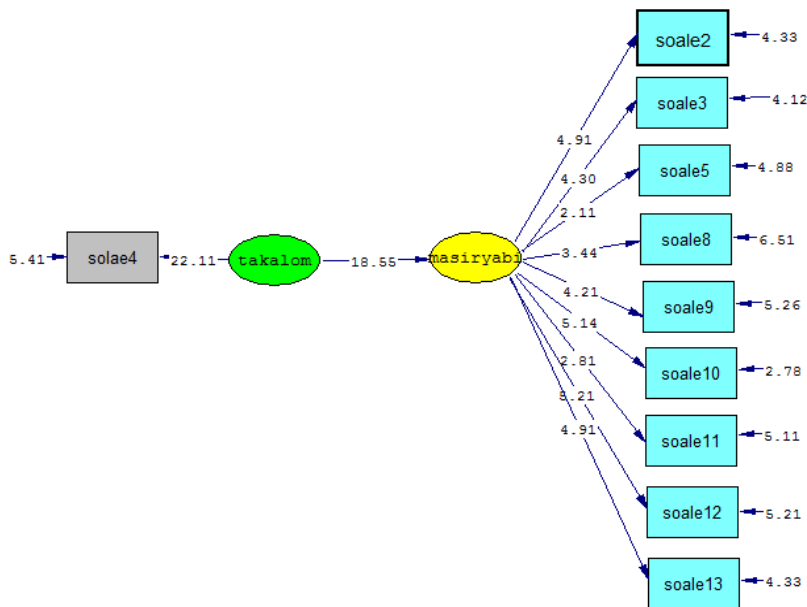 soale2
4.33
soale3
4.12
4.91
4.30
soale5
4.88
2.11
5.41
solae4
22.11
takalom
18.55
masiryabi
3.44
soale8
6.51
4.21
soale9
5.26
5.14
2.81
soale10
2.78
5.21
4.91
soale11
5.11
soale12
5.21
soale13
4.33